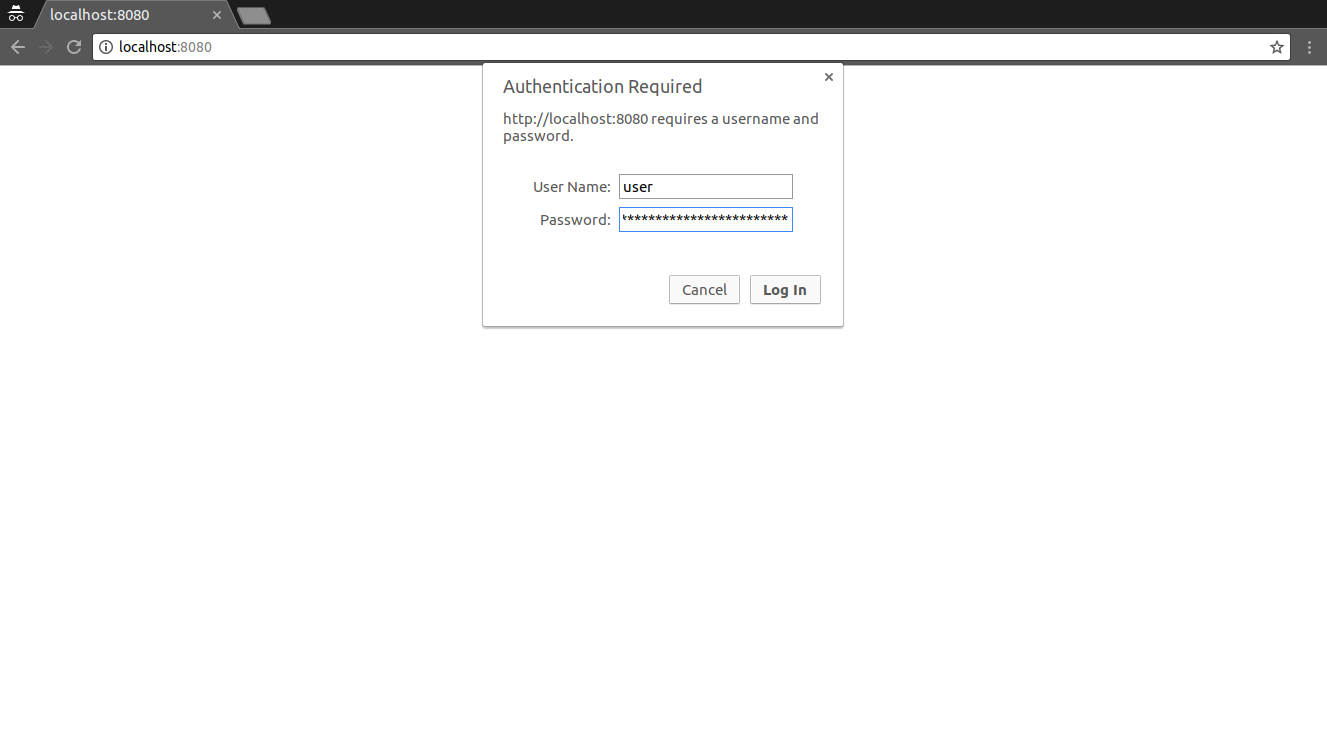 localhost:8080
localhost:8080
Authentication Required
http://localhost:8080 requires a username and
password.
User Name: user
Password: ************************
Cancel Log In